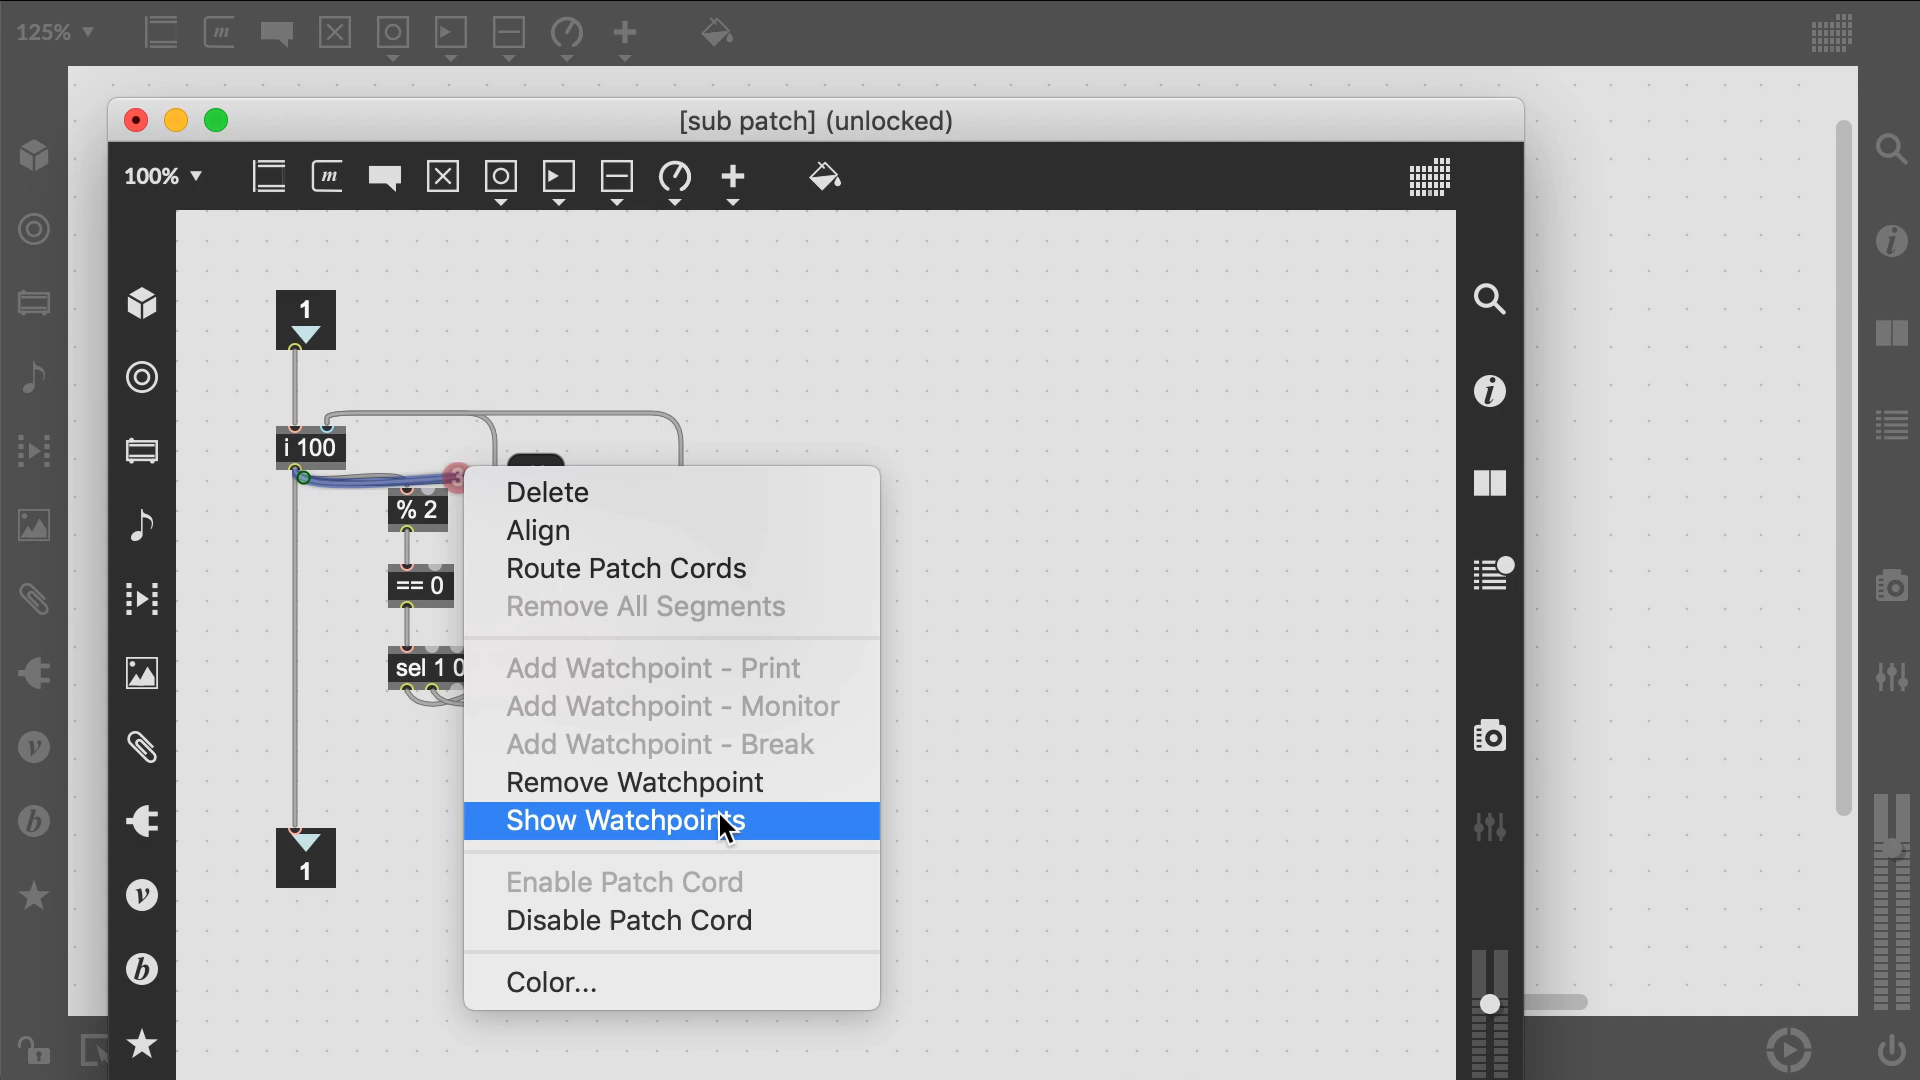 125%
m
[sub patch] (unlocked)
100%
m
1
i 100
3
% 2
== 0
sel 1 0
1
Delete
Align
Route Patch Cords
Remove All Segments
Add Watchpoint - Print
Add Watchpoint - Monitor
Add Watchpoint - Break
Remove Watchpoint
Show Watchpoints
Enable Patch Cord
Disable Patch Cord
Color...
i
i
v
b
v
b